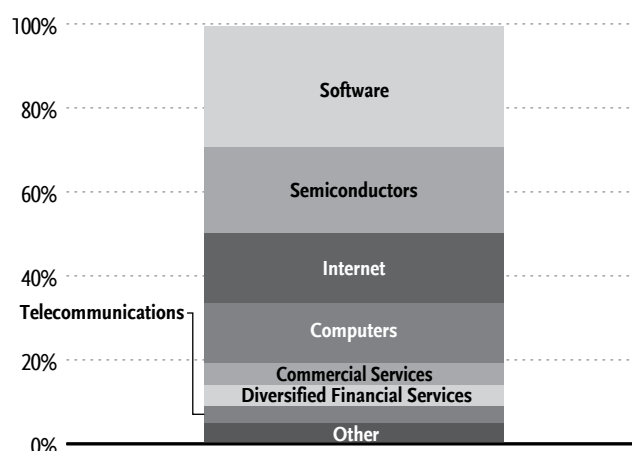 100%
Software
80%
Semiconductors
60%
Internet
40%
Telecommunications
Computers
20%
Commercial Services
Diversified Financial Services
Other
0%